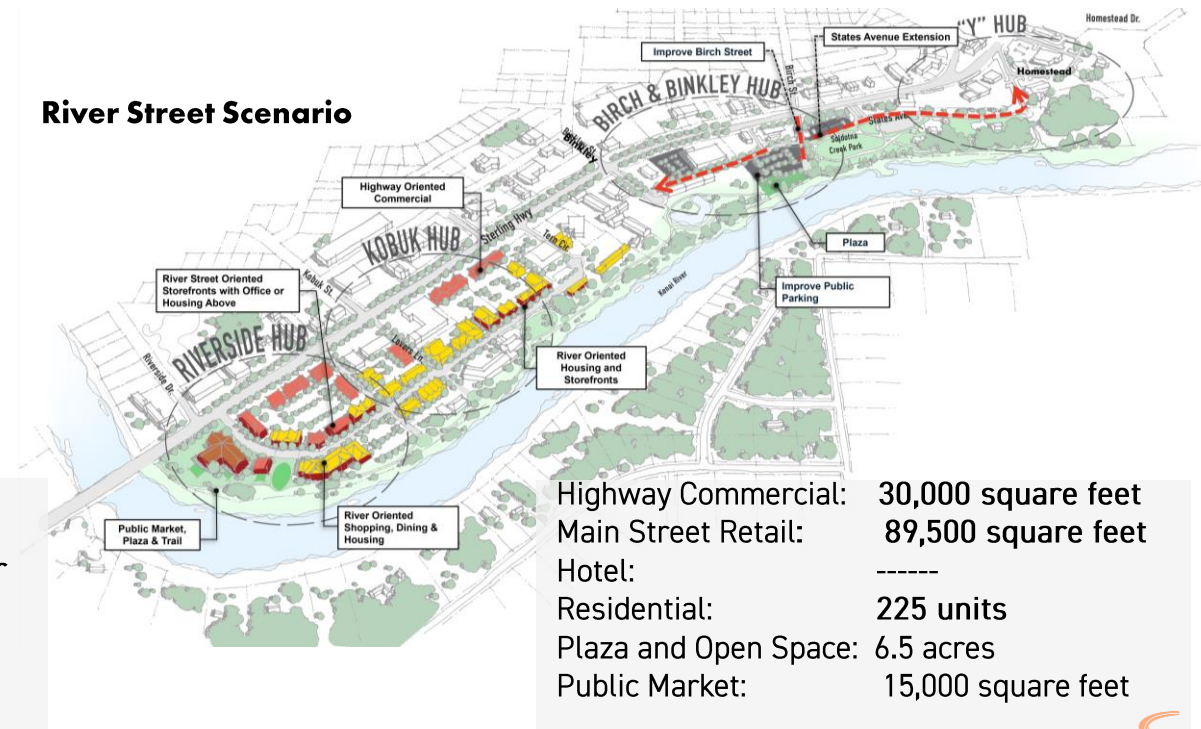 Homestead Dr.
"Y" HUB
States Avenue Extension
Improve Birch Street
Homestead
Birch St.
BIRCH & BINKLEY HUB
River Street Scenario
States Ave
Soldotna
Creek Park
Binkley
Highway Oriented
Commercial
Sterling Hwy
KOBUK HUB
Tern Cir.
Plaza
River Street Oriented
Storefronts with Office or
Housing Above
Kobuk St.
Kenai River
Improve Public
Parking
RIVERSIDE HUB
Lovers Ln.
Riverside Dr.
River Oriented
Housing and
Storefronts
Public Market,
Plaza & Trail
River Oriented
Shopping, Dining &
Housing
Highway Commercial: 30,000 square feet
Main Street Retail: 89,500 square feet
Hotel: ------
Residential: 225 units
Plaza and Open Space: 6.5 acres
Public Market: 15,000 square feet